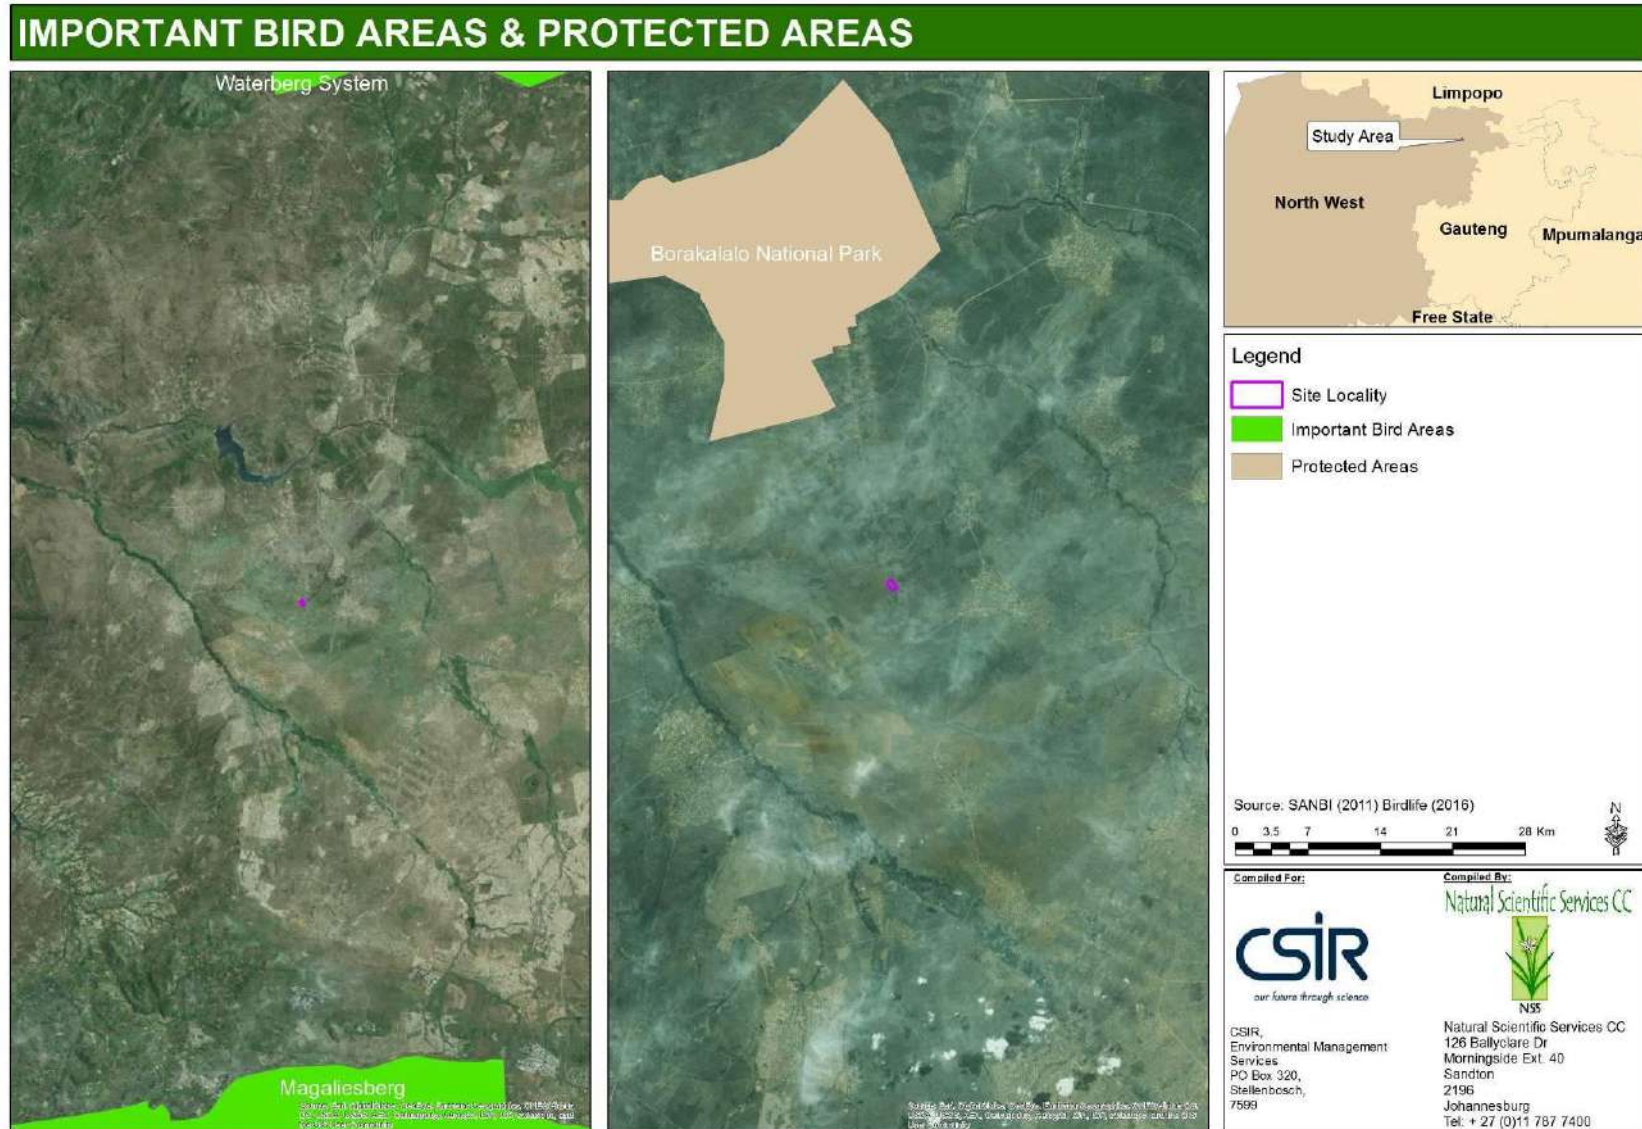 IMPORTANT BIRD AREAS & PROTECTED AREAS
Waterberg System
Magaliesberg
Borakalalo National Park
Limpopo
Study Area
North West
Gauteng
Mpumalanga
Free State
Legend
Site Locality
Important Bird Areas
Protected Areas
Source: SANBI (2011) Birdlife (2016)
0 3.5 7 14 21 28 Km
N
Compiled For:
CSIR
our future through science
CSIR,
Environmental Management
Services
PO Box 320,
Stellenbosch,
7599
Compiled By:
Natural Scientific Services CC
NSS
Natural Scientific Services CC
126 Ballyclare Dr
Morningside Ext. 40
Sandton
2196
Johannesburg
Tel: + 27 (0)11 787 7400